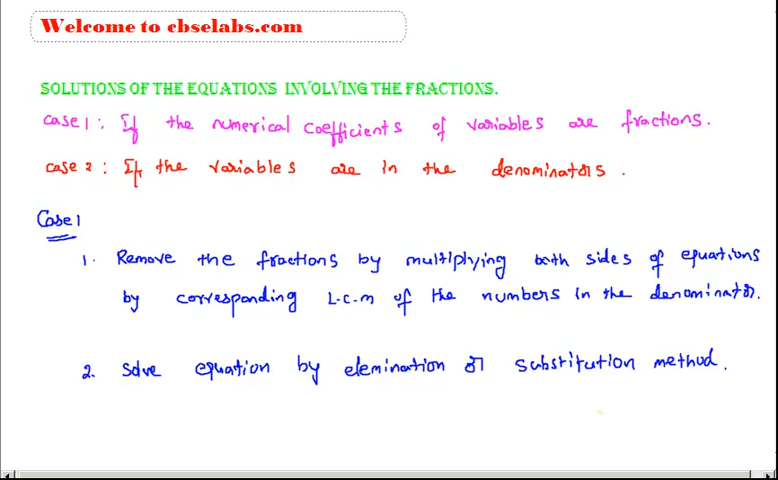 Welcome to cbselabs.com
SOLUTIONS OF THE EQUATIONS INVOLVING THE FRACTIONS.
case 1 : If the numerical coefficients of variables are fractions.
case 2 : If the variables are in the denominators .
Case 1
1. Remove the fractions by multiplying both sides of equations
by corresponding L.C.M of the numbers in the denominator.
2. Solve equation by elemination or substitution method.